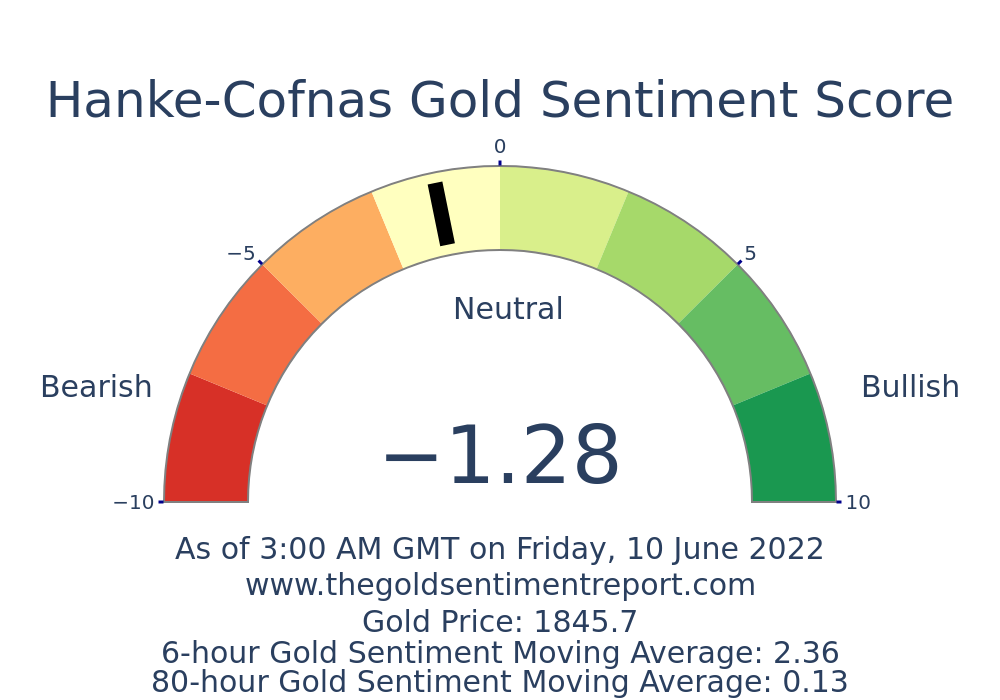 Hanke-Cofnas Gold Sentiment Score
0
−5
5
Neutral
Bearish
Bullish
−1.28
−10
10
As of 3:00 AM GMT on Friday, 10 June 2022
www.thegoldsentimentreport.com
Gold Price: 1845.7
6-hour Gold Sentiment Moving Average: 2.36
80-hour Gold Sentiment Moving Average: 0.13